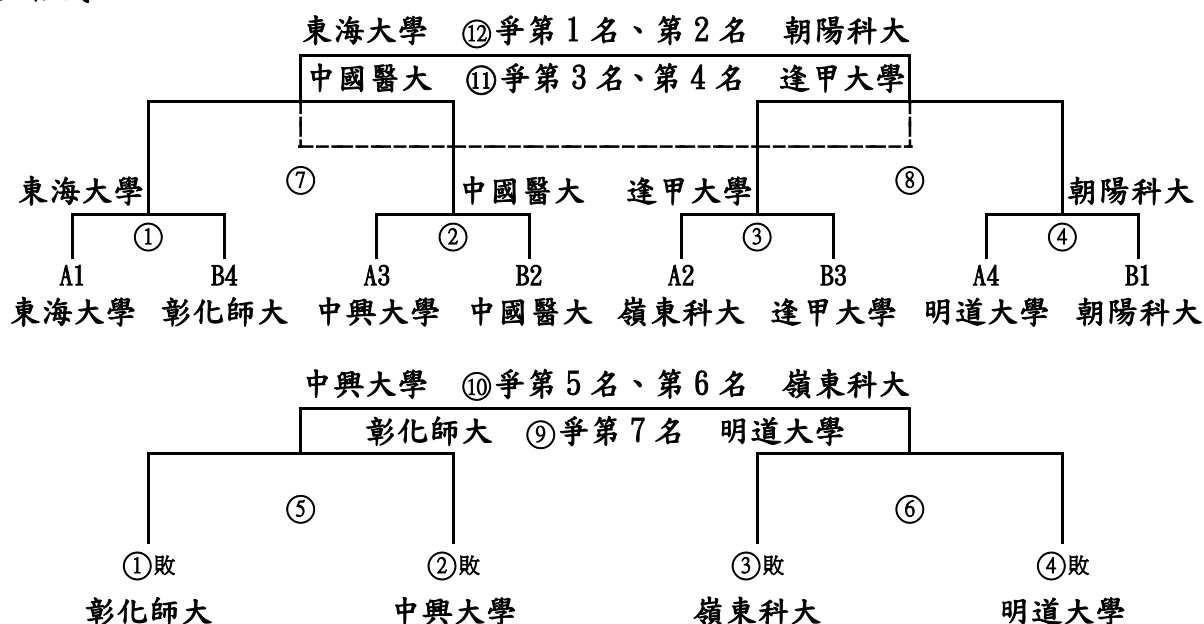 東海大學 ⑫爭第1名、第2名 朝陽科大
中國醫大 ⑪爭第3名、第4名 逢甲大學
⑦ ⑧
東海大學 中國醫大 逢甲大學 朝陽科大
① ② ③ ④
A1 B4 A3 B2 A2 B3 A4 B1
東海大學 彰化師大 中興大學 中國醫大 嶺東科大 逢甲大學 明道大學 朝陽科大
中興大學 ⑩爭第5名、第6名 嶺東科大
彰化師大 ⑨爭第7名 明道大學
⑤ ⑥
①敗 ②敗 ③敗 ④敗
彰化師大 中興大學 嶺東科大 明道大學